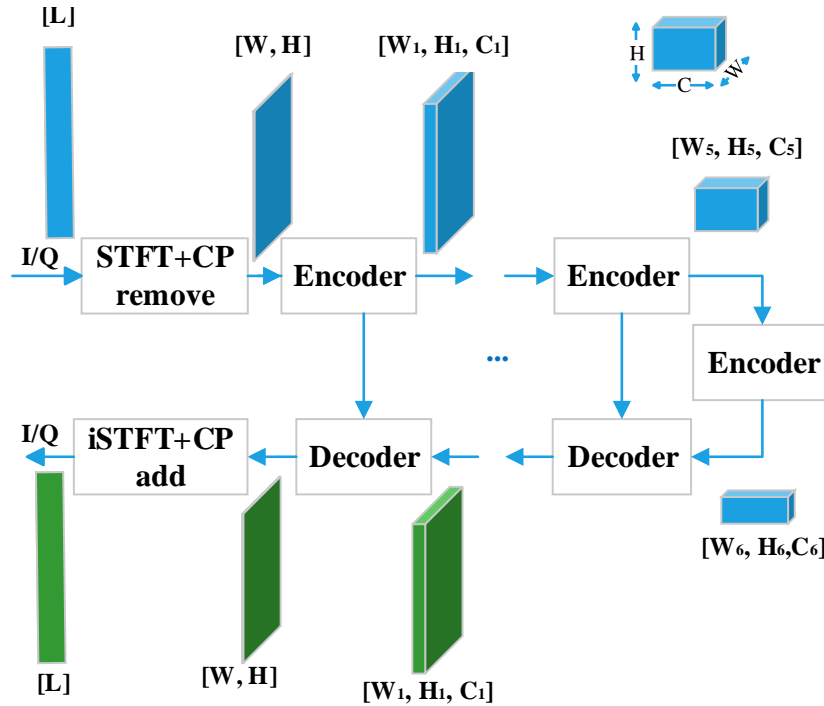 [L]
[W, H]
[W₁, H₁, C₁]
H
C
W
[W₅, H₅, C₅]
I/Q
STFT+CP
remove
Encoder
Encoder
Encoder
...
I/Q
iSTFT+CP
add
Decoder
Decoder
[W₆, H₆,C₆]
[L]
[W, H]
[W₁, H₁, C₁]